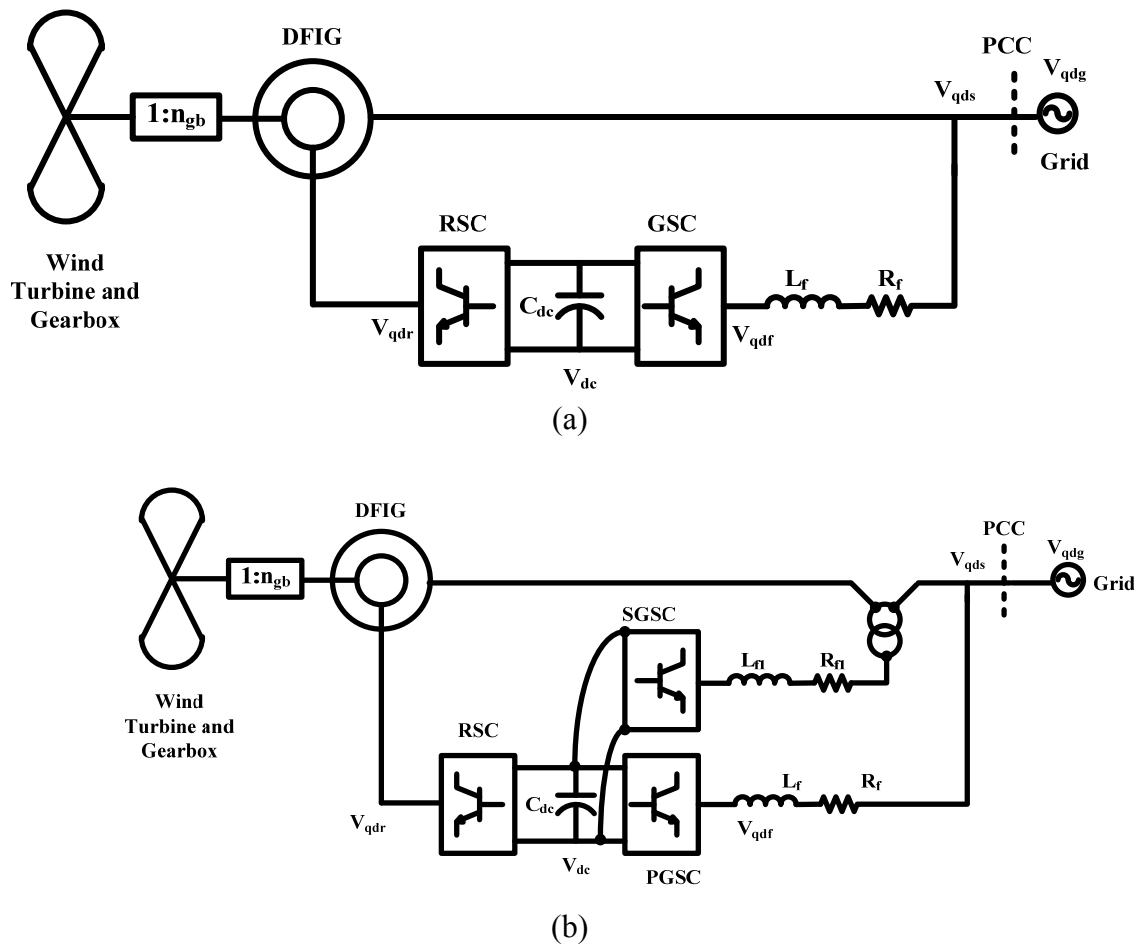 DFIG
PCC
V_qdg
V_qds
1:n_gb
Grid
RSC
GSC
Wind
Turbine and
Gearbox
L_f
R_f
C_dc
V_qdr
V_qdf
V_dc
(a)
DFIG
PCC
V_qdg
V_qds
1:n_gb
Grid
SGSC
L_f1
R_f1
Wind
Turbine and
Gearbox
RSC
L_f
R_f
C_dc
V_qdr
V_qdf
V_dc
PGSC
(b)